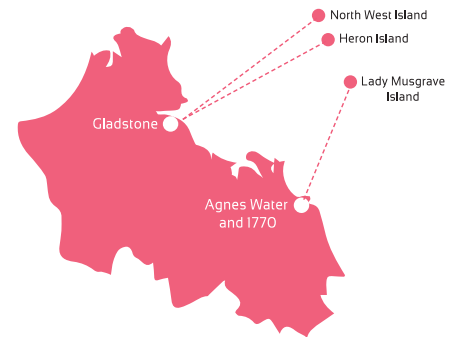 North West Island
Heron Island
Lady Musgrave
Island
Gladstone
Agnes Water
and 1770